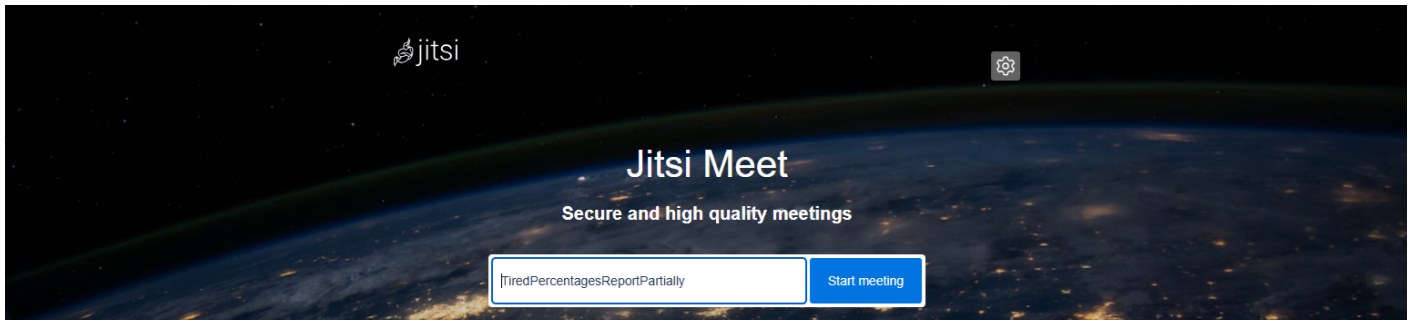 jitsi
Jitsi Meet
Secure and high quality meetings
TiredPercentagesReportPartially
Start meeting